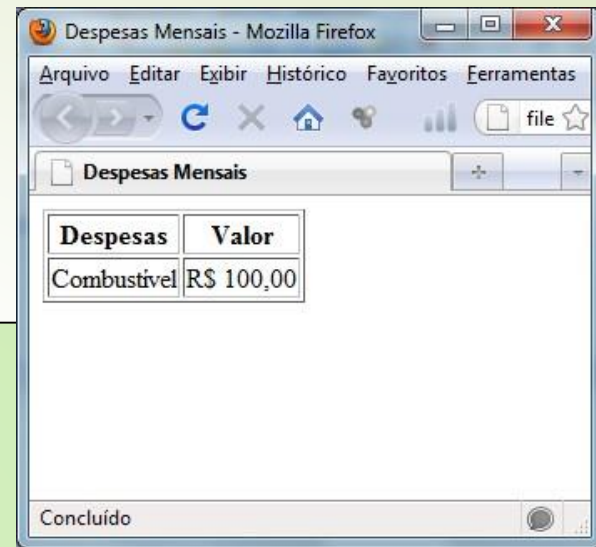 Despesas Mensais - Mozilla Firefox
Arquivo Editar Exibir Histórico Favoritos Ferramentas
file
Despesas Mensais
Despesas Valor
Combustível R$ 100,00
Concluído